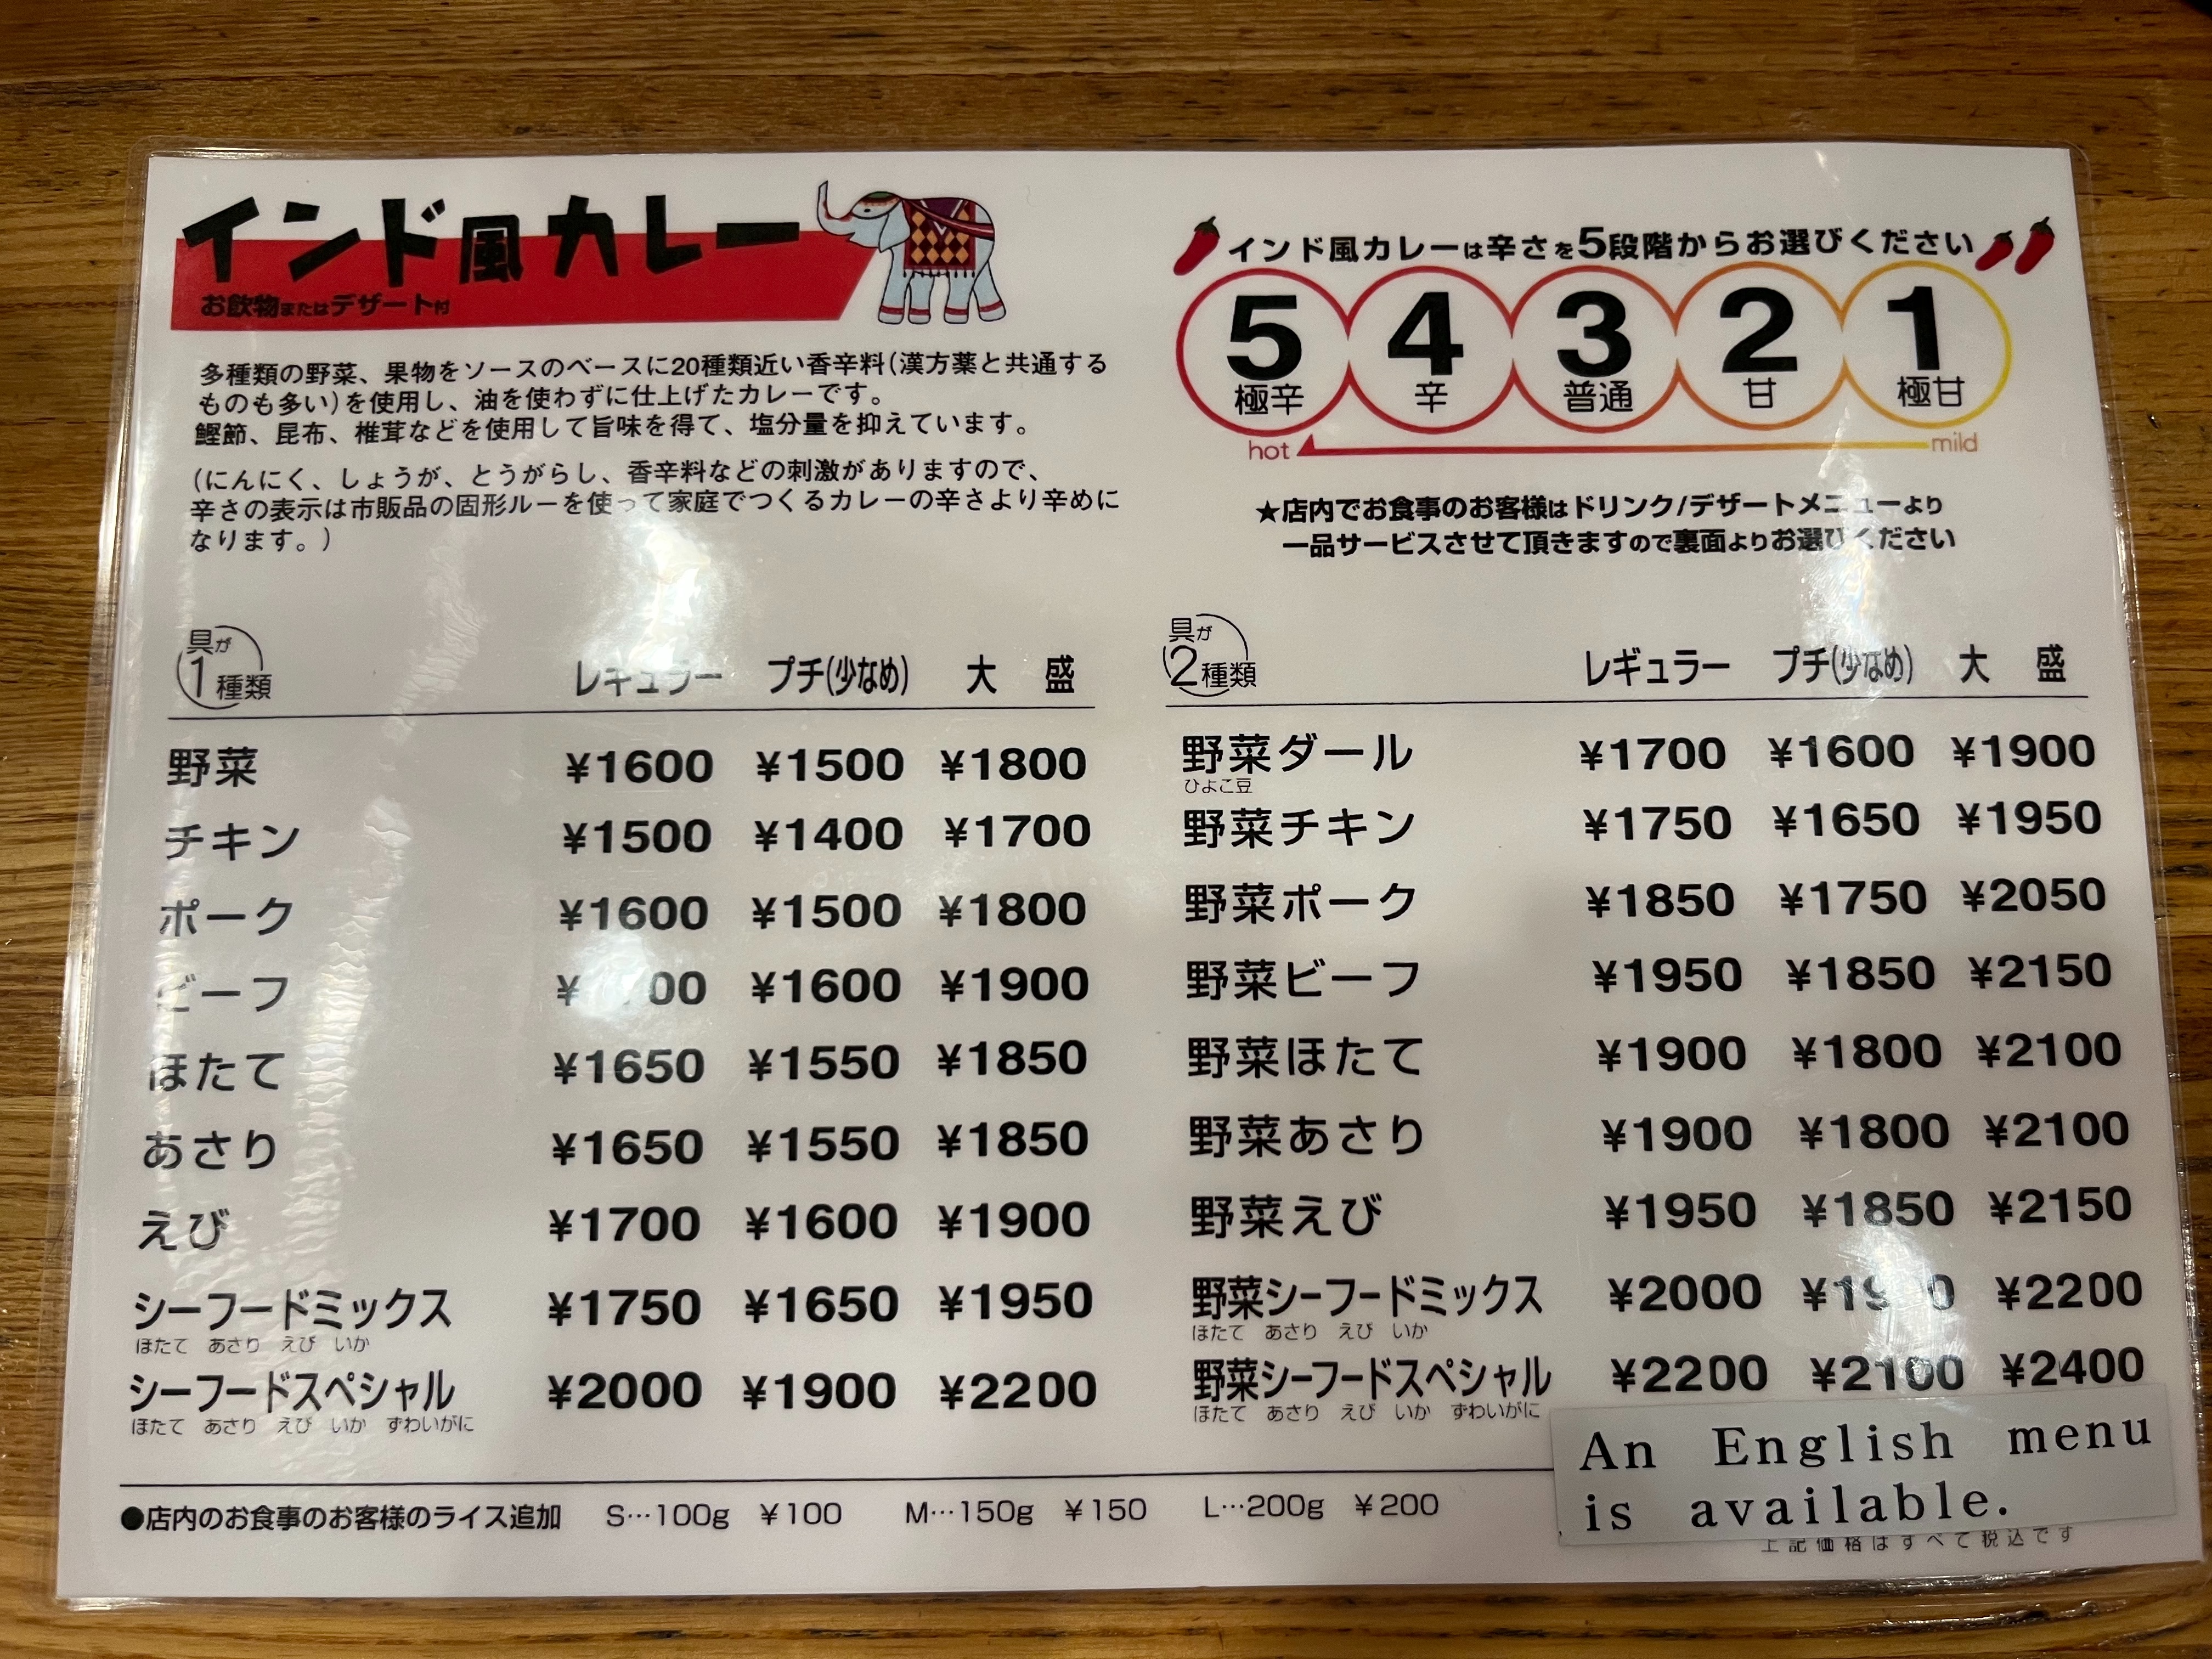 インド風カレー
お飲物またはデザート付
多種類の野菜、果物をソースのベースに20種類近い香辛料(漢方薬と共通する
ものも多い)を使用し、油を使わずに仕上げたカレーです。
鰹節、昆布、椎茸などを使用して旨味を得て、塩分量を抑えています。
(にんにく、しょうが、とうがらし、香辛料などの刺激がありますので、
辛さの表示は市販品の固形ルーを使って家庭でつくるカレーの辛さより辛めに
なります。)
インド風カレーは辛さを5段階からお選びください
5 4 3 2 1
極辛 辛 普通 甘 極甘
hot mild
★店内でお食事のお客様はドリンク/デザートメニューより
一品サービスさせて頂きますので裏面よりお選びください
具が1種類 レギュラー プチ(少なめ) 大盛
野菜 ¥1600 ¥1500 ¥1800
チキン ¥1500 ¥1400 ¥1700
ポーク ¥1600 ¥1500 ¥1800
ビーフ ¥1600 ¥1900
ほたて ¥1650 ¥1550 ¥1850
あさり ¥1650 ¥1550 ¥1850
えび ¥1700 ¥1600 ¥1900
シーフードミックス ¥1750 ¥1650 ¥1950
ほたて あさり えび いか
シーフードスペシャル ¥2000 ¥1900 ¥2200
ほたて あさり えび いか ずわいがに
具が2種類 レギュラー プチ(少なめ) 大盛
野菜ダール ¥1700 ¥1600 ¥1900
ひよこ豆
野菜チキン ¥1750 ¥1650 ¥1950
野菜ポーク ¥1850 ¥1750 ¥2050
野菜ビーフ ¥1950 ¥1850 ¥2150
野菜ほたて ¥1900 ¥1800 ¥2100
野菜あさり ¥1900 ¥1800 ¥2100
野菜えび ¥1950 ¥1850 ¥2150
野菜シーフードミックス ¥2000 ¥2200
ほたて あさり えび いか
野菜シーフードスペシャル ¥2200 ¥2100 ¥2400
ほたて あさり えび いか ずわいがに
●店内のお食事のお客様のライス追加 S…100g ¥100 M…150g ¥150 L…200g ¥200
An English menu
is available.
上記価格はすべて税込です